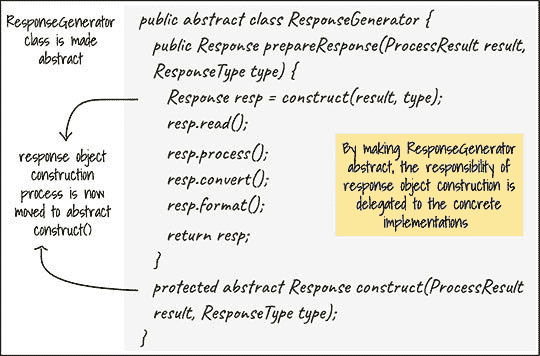 ResponseGenerator
class is made
abstract
response object
construction
process is now
moved to abstract
construct()
public abstract class ResponseGenerator {
public Response prepareResponse(ProcessResult result,
ResponseType type) {
Response resp = construct(result, type);
resp.read();
resp.process();
resp.convert();
resp.format();
return resp;
}
protected abstract Response construct(ProcessResult
result, ResponseType type);
}
By making ResponseGenerator
abstract, the responsibility of
response object construction is
delegated to the concrete
implementations